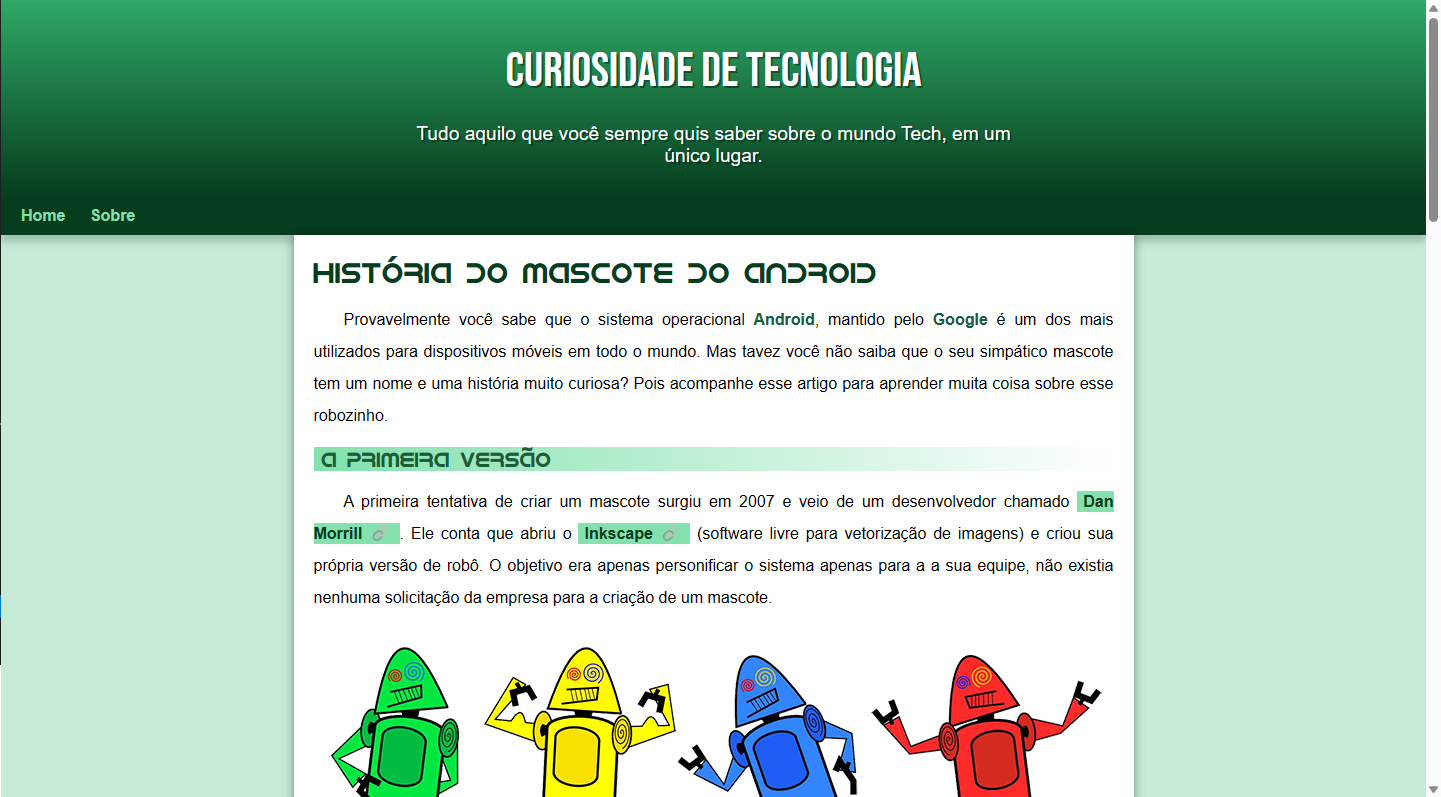 CURIOSIDADE DE TECNOLOGIA
Tudo aquilo que você sempre quis saber sobre o mundo Tech, em um
único lugar.
Home Sobre
HISTÓRIA DO MASCOTE DO ANDROID
Provavelmente você sabe que o sistema operacional Android, mantido pelo Google é um dos mais
utilizados para dispositivos móveis em todo o mundo. Mas tavez você não saiba que o seu simpático mascote
tem um nome e uma história muito curiosa? Pois acompanhe esse artigo para aprender muita coisa sobre esse
robozinho.
A PRIMEIRA VERSÃO
A primeira tentativa de criar um mascote surgiu em 2007 e veio de um desenvolvedor chamado Dan
Morrill . Ele conta que abriu o Inkscape (software livre para vetorização de imagens) e criou sua
própria versão de robô. O objetivo era apenas personificar o sistema apenas para a a sua equipe, não existia
nenhuma solicitação da empresa para a criação de um mascote.